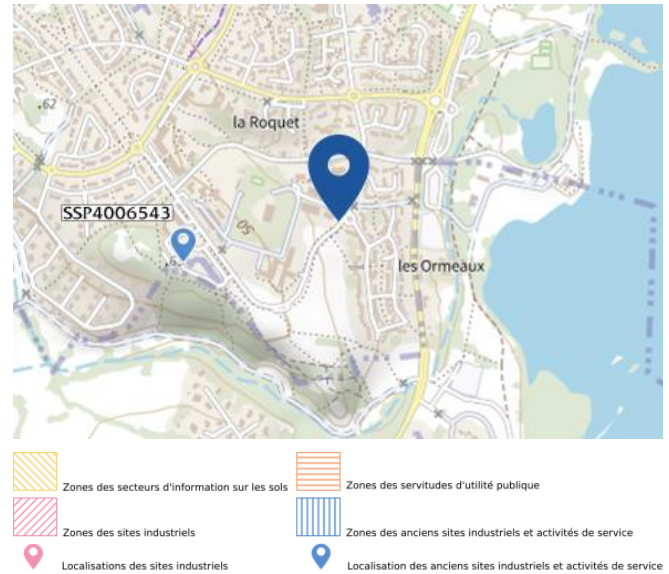 .62
la Roquet
SSP4006543
50
.6
les Ormeaux
Zones des secteurs d'information sur les sols
Zones des servitudes d'utilité publique
Zones des sites industriels
Zones des anciens sites industriels et activités de service
Localisations des sites industriels
Localisation des anciens sites industriels et activités de service